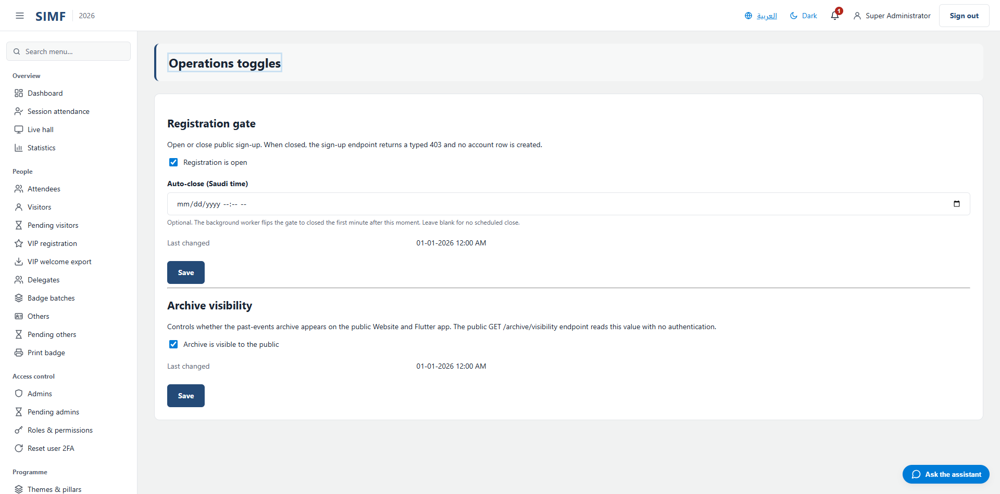 SIMF 2026
العربية
Dark
1
Super Administrator
Sign out
Search menu...
Overview
Dashboard
Session attendance
Live hall
Statistics
People
Attendees
Visitors
Pending visitors
VIP registration
VIP welcome export
Delegates
Badge batches
Others
Pending others
Print badge
Access control
Admins
Pending admins
Roles & permissions
Reset user 2FA
Programme
Themes & pillars
Operations toggles
Registration gate
Open or close public sign-up. When closed, the sign-up endpoint returns a typed 403 and no account row is created.
Registration is open
Auto-close (Saudi time)
mm/dd/yyyy --:-- --
Optional. The background worker flips the gate to closed the first minute after this moment. Leave blank for no scheduled close.
Last changed 01-01-2026 12:00 AM
Save
Archive visibility
Controls whether the past-events archive appears on the public Website and Flutter app. The public GET /archive/visibility endpoint reads this value with no authentication.
Archive is visible to the public
Last changed 01-01-2026 12:00 AM
Save
Ask the assistant